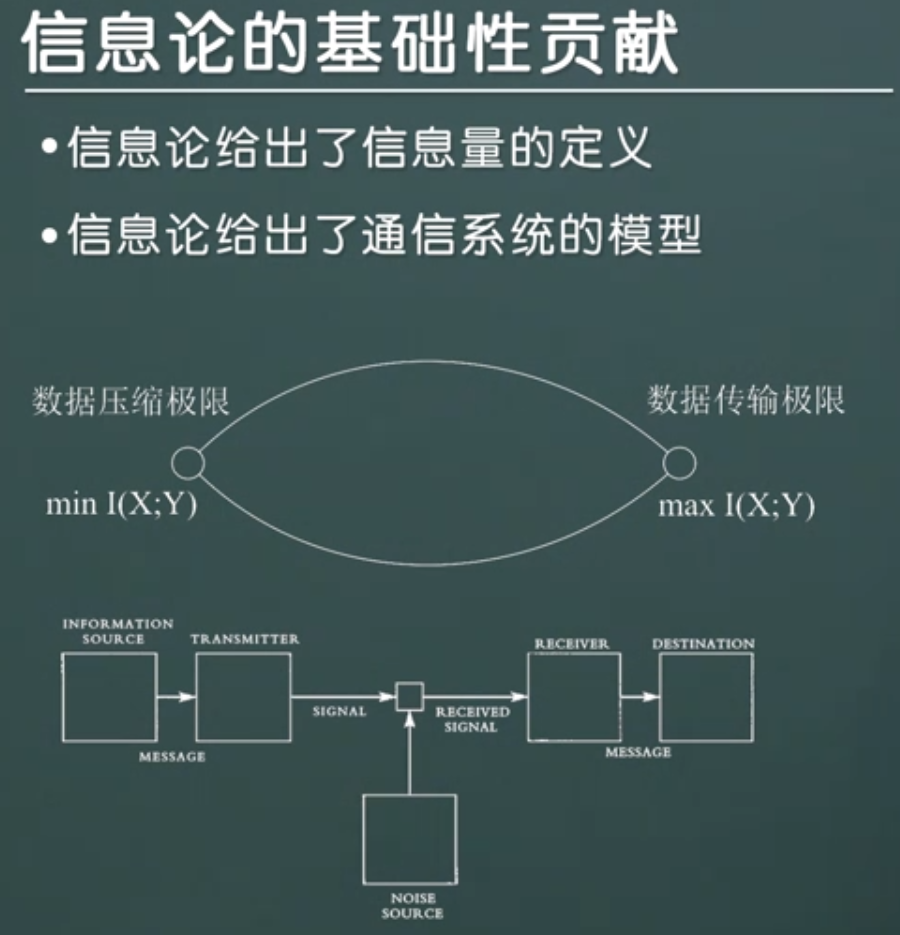 信息论的基础性贡献
•信息论给出了信息量的定义
•信息论给出了通信系统的模型
数据压缩极限
数据传输极限
min I(X;Y)
max I(X;Y)
INFORMATION
SOURCE
TRANSMITTER
RECEIVER
DESTINATION
SIGNAL
RECEIVED
SIGNAL
MESSAGE
MESSAGE
NOISE
SOURCE